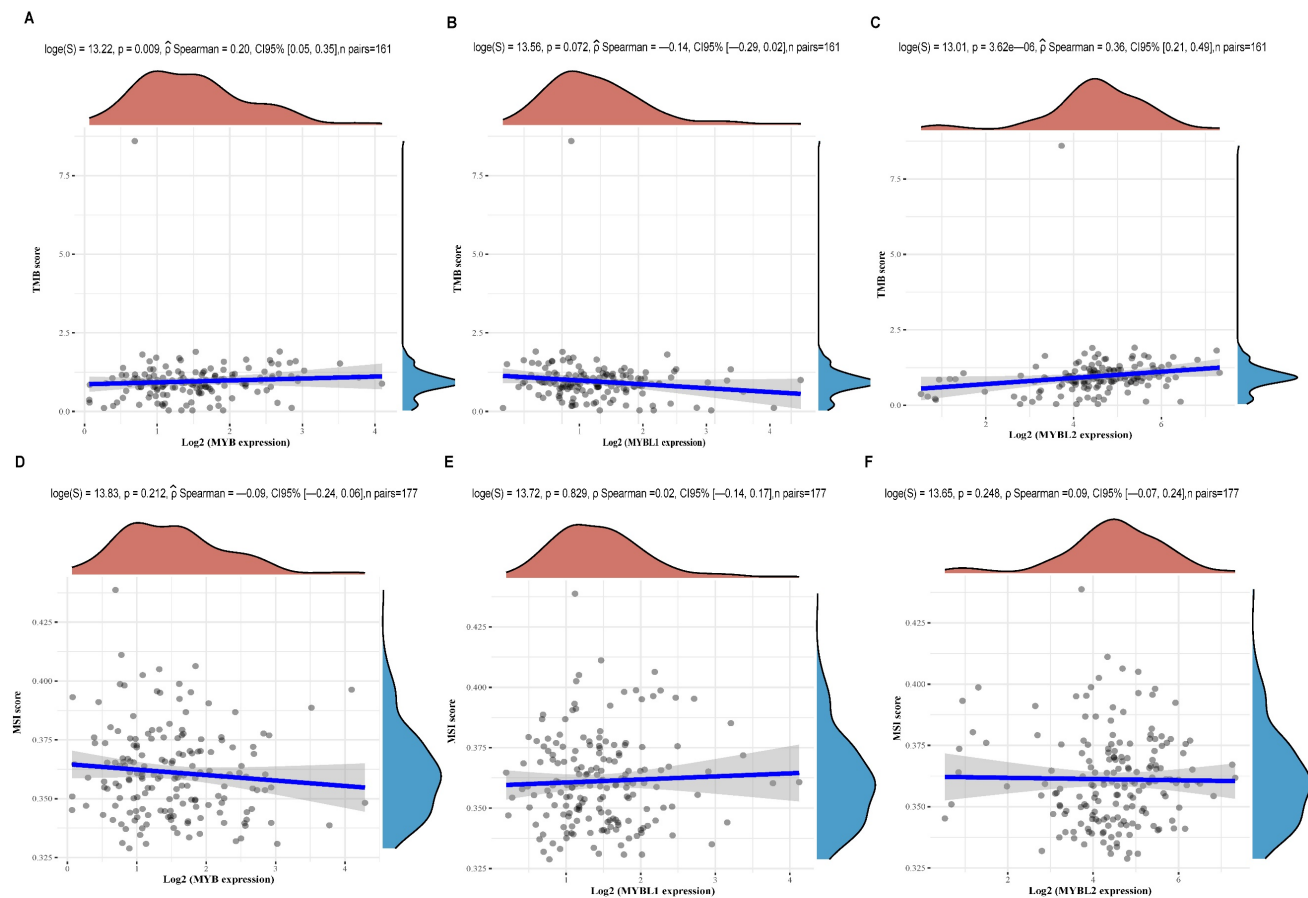 A
loge(S) = 13.22, p = 0.009, ρ̂ Spearman = 0.20, CI95% [0.05, 0.35],n pairs=161
TMB score
7.5
5.0
2.5
0.0
0 1 2 3 4
Log2 (MYB expression)
B
loge(S) = 13.56, p = 0.072, ρ̂ Spearman = —0.14, CI95% [—0.29, 0.02],n pairs=161
TMB score
7.5
5.0
2.5
0.0
0 1 2 3 4
Log2 (MYBL1 expression)
C
loge(S) = 13.01, p = 3.62e—06, ρ̂ Spearman = 0.36, CI95% [0.21, 0.49],n pairs=161
TMB score
7.5
5.0
2.5
0.0
2 4 6
Log2 (MYBL2 expression)
D
loge(S) = 13.83, p = 0.212, ρ̂ Spearman = —0.09, CI95% [—0.24, 0.06],n pairs=177
MSI score
0.425
0.400
0.375
0.350
0.325
0 1 2 3 4
Log2 (MYB expression)
E
loge(S) = 13.72, p = 0.829, ρ Spearman =0.02, CI95% [—0.14, 0.17],n pairs=177
MSI score
0.425
0.400
0.375
0.350
0.325
1 2 3 4
Log2 (MYBL1 expression)
F
loge(S) = 13.65, p = 0.248, ρ Spearman =0.09, CI95% [—0.07, 0.24],n pairs=177
MSI score
0.425
0.400
0.375
0.350
0.325
2 4 6
Log2 (MYBL2 expression)